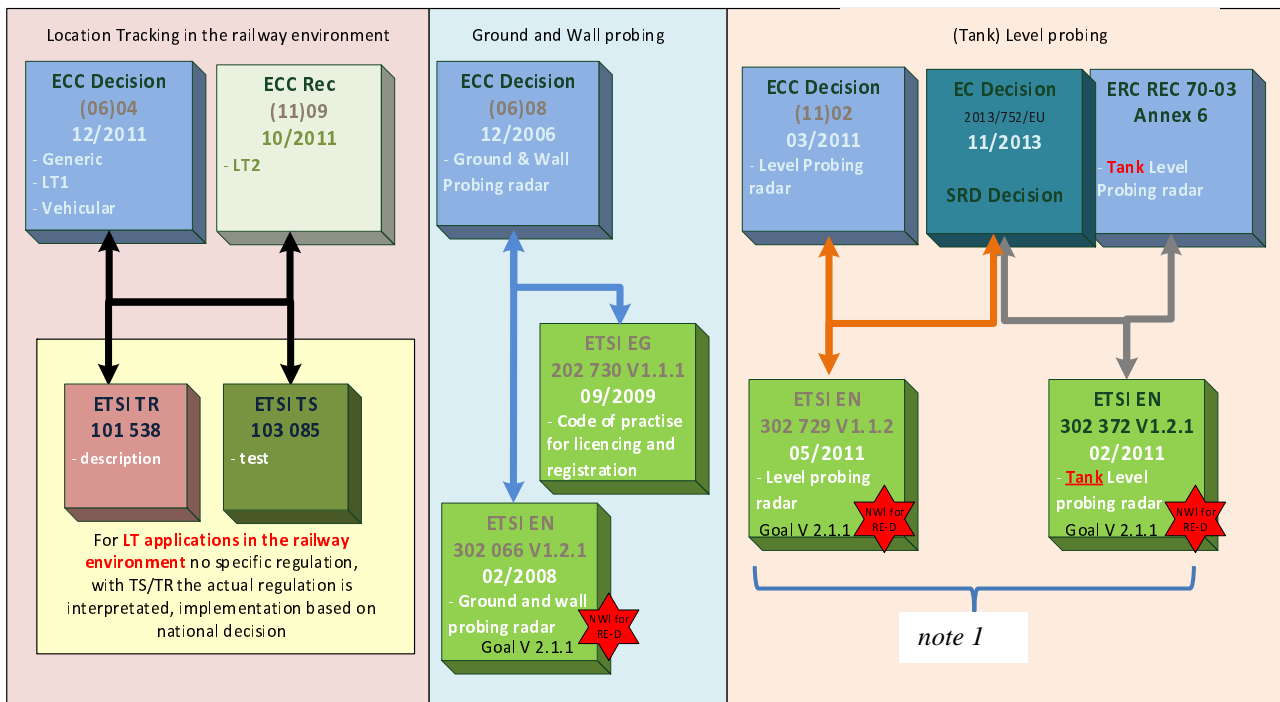 Location Tracking in the railway environment
ECC Decision
(06)04
12/2011
- Generic
- LT1
- Vehicular
ECC Rec
(11)09
10/2011
- LT2
ETSI TR
101 538
- description
ETSI TS
103 085
- test
For LT applications in the railway
environment no specific regulation,
with TS/TR the actual regulation is
interpretated, implementation based on
national decision
Ground and Wall probing
ECC Decision
(06)08
12/2006
- Ground & Wall
Probing radar
ETSI EG
202 730 V1.1.1
09/2009
- Code of practise
for licencing and
registration
ETSI EN
302 066 V1.2.1
02/2008
- Ground and wall
probing radar
Goal V 2.1.1
NWI for
RE-D
(Tank) Level probing
ECC Decision
(11)02
03/2011
- Level Probing
radar
EC Decision
2013/752/EU
11/2013
SRD Decision
ERC REC 70-03
Annex 6
- Tank Level
Probing radar
ETSI EN
302 729 V1.1.2
05/2011
- Level probing
radar
Goal V 2.1.1
NWI for
RE-D
ETSI EN
302 372 V1.2.1
02/2011
- Tank Level
probing radar
Goal V 2.1.1
NWI for
RE-D
note 1